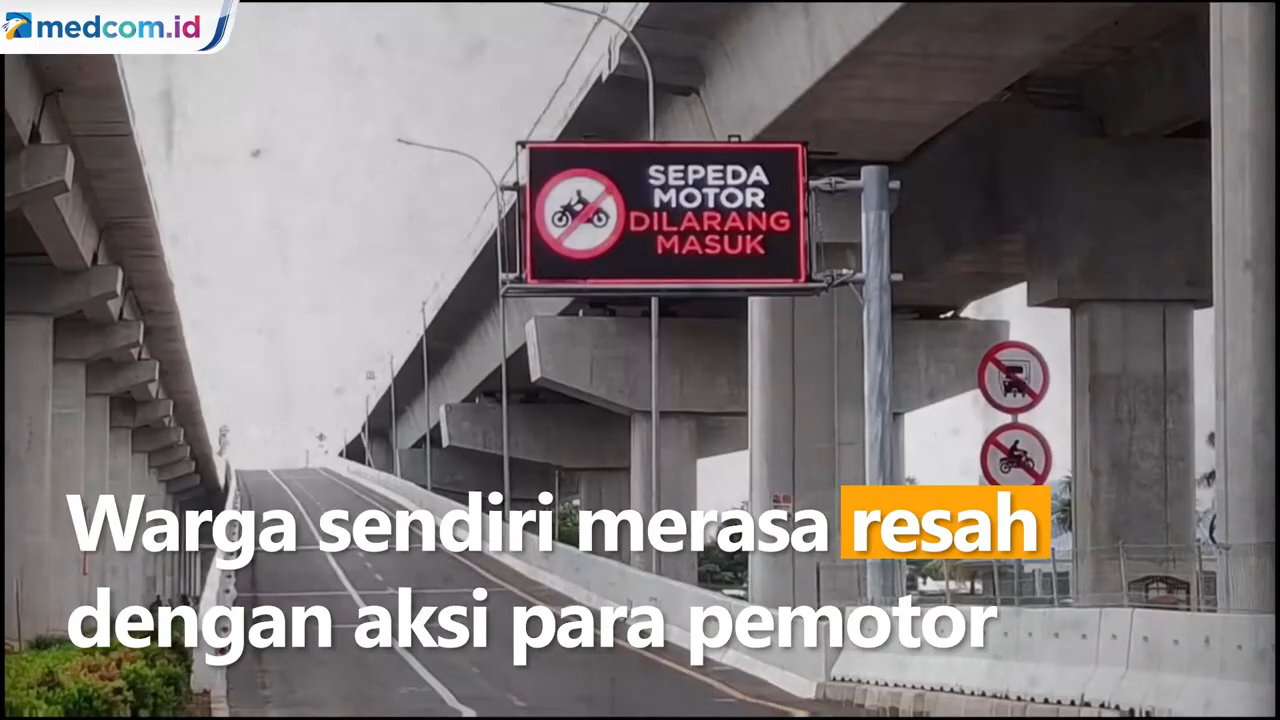 medcom.id
SEPEDA
MOTOR
DILARANG
MASUK
Warga sendiri merasa resah
dengan aksi para pemotor